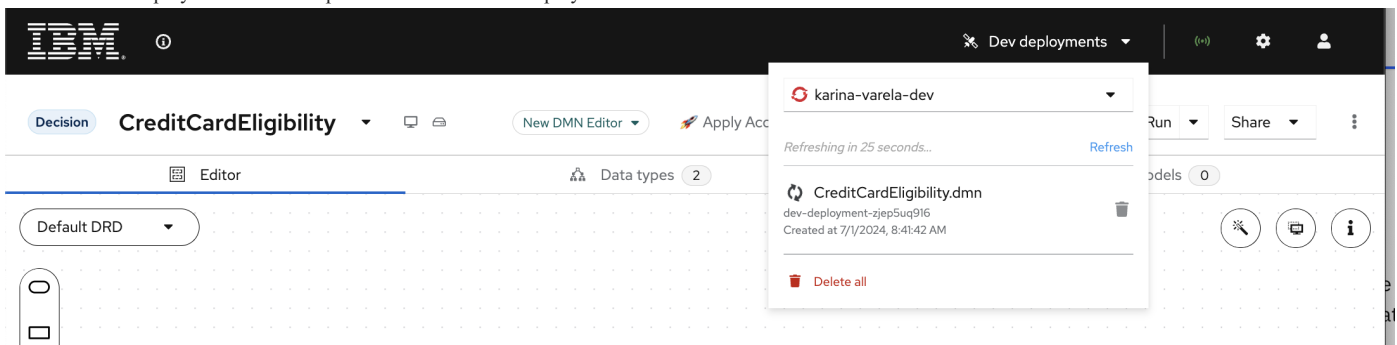 IBM
Dev deployments
karina-varela-dev
Decision CreditCardEligibility New DMN Editor Apply Acc Run Share
Refreshing in 25 seconds... Refresh
Editor Data types 2 odels 0
CreditCardEligibility.dmn
dev-deployment-zjep5uq916
Created at 7/1/2024, 8:41:42 AM
Default DRD
Delete all